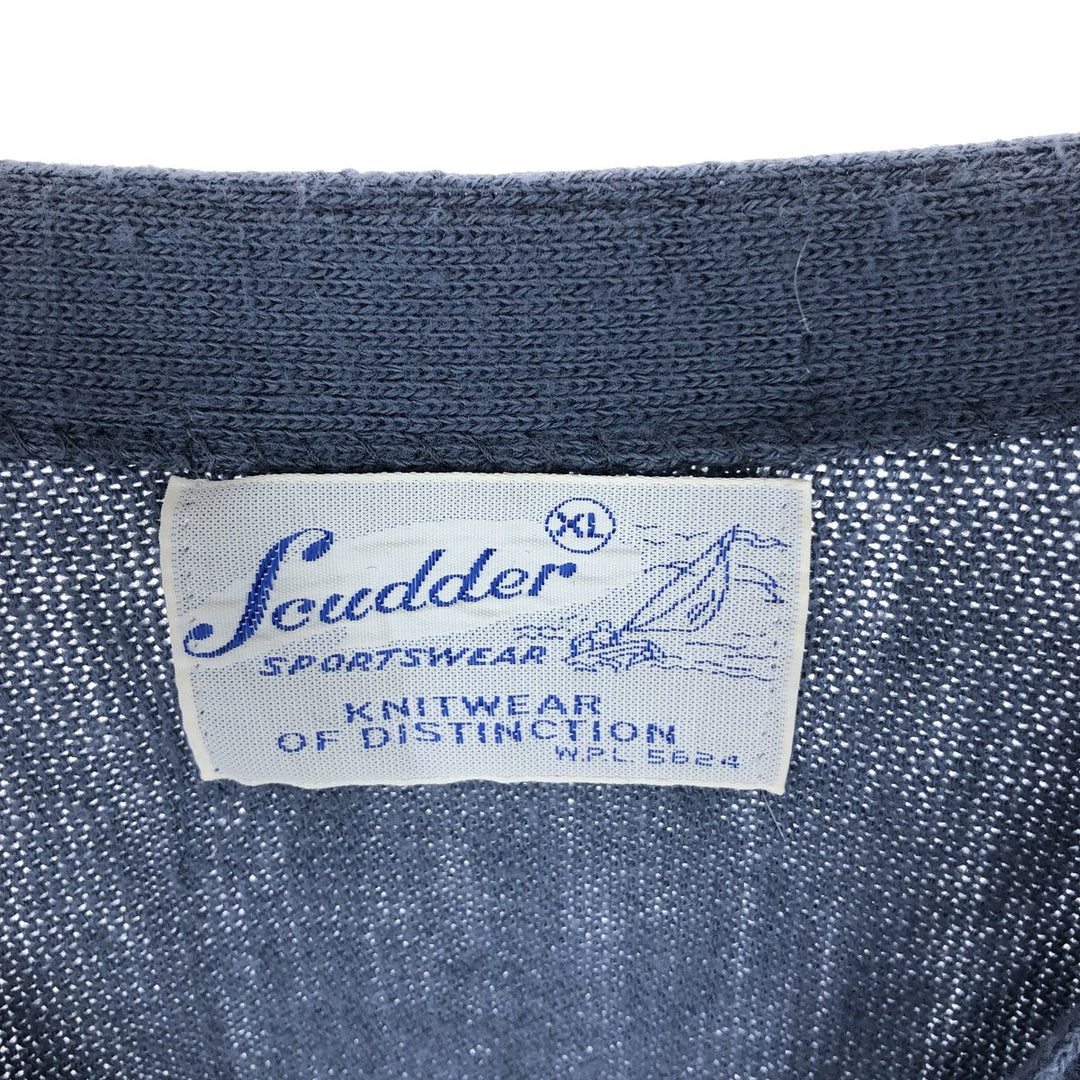 XL
Scudder
SPORTSWEAR
KNITWEAR
OF DISTINCTION
W.P.L. 5624